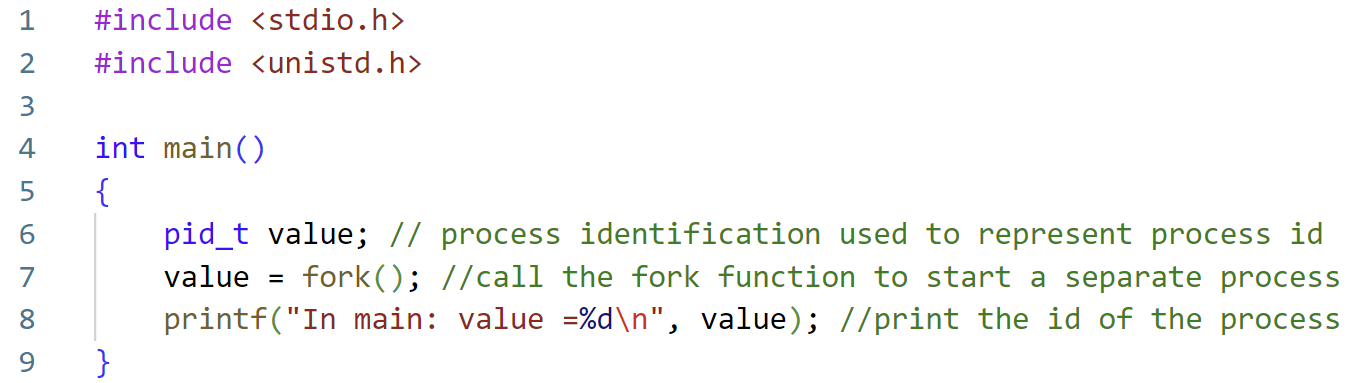 1 #include <stdio.h>
2 #include <unistd.h>
3
4 int main()
5 {
6     pid_t value; // process identification used to represent process id
7     value = fork(); //call the fork function to start a separate process
8     printf("In main: value =%d\n", value); //print the id of the process
9 }